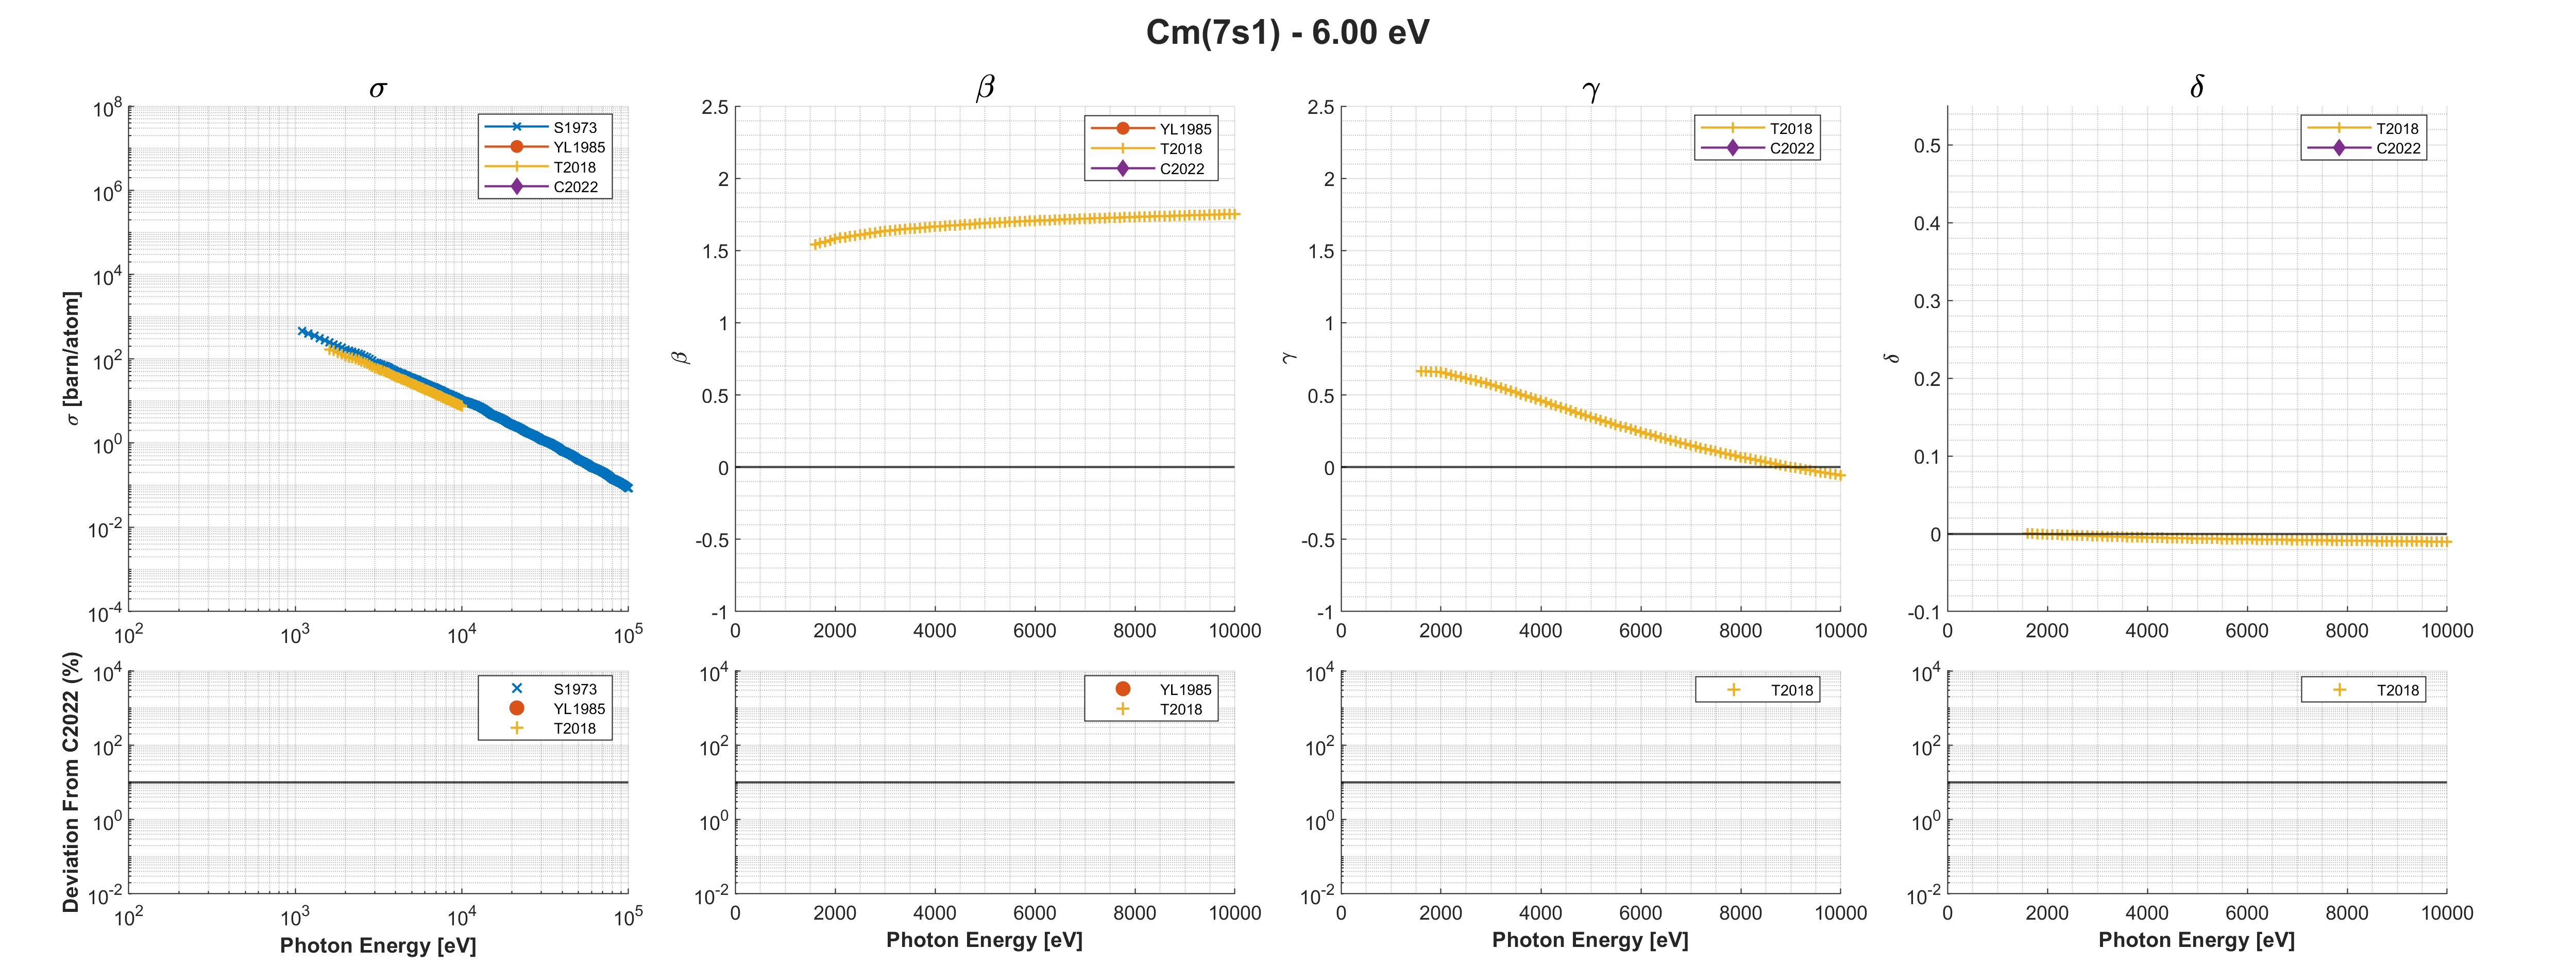 Cm(7s1) - 6.00 eV
σ
10^8
10^6
10^4
10^2
10^0
10^-2
10^-4
10^2
10^3
10^4
10^5
σ [barn/atom]
S1973
YL1985
T2018
C2022
β
2.5
2
1.5
1
0.5
0
-0.5
-1
0
2000
4000
6000
8000
10000
β
YL1985
T2018
C2022
γ
2.5
2
1.5
1
0.5
0
-0.5
-1
0
2000
4000
6000
8000
10000
γ
T2018
C2022
δ
0.5
0.4
0.3
0.2
0.1
0
-0.1
0
2000
4000
6000
8000
10000
δ
T2018
C2022
Deviation From C2022 (%)
10^4
10^2
10^0
10^-2
10^2
10^3
10^4
10^5
Photon Energy [eV]
S1973
YL1985
T2018
10^4
10^2
10^0
10^-2
0
2000
4000
6000
8000
10000
Photon Energy [eV]
YL1985
T2018
10^4
10^2
10^0
10^-2
0
2000
4000
6000
8000
10000
Photon Energy [eV]
T2018
10^4
10^2
10^0
10^-2
0
2000
4000
6000
8000
10000
Photon Energy [eV]
T2018